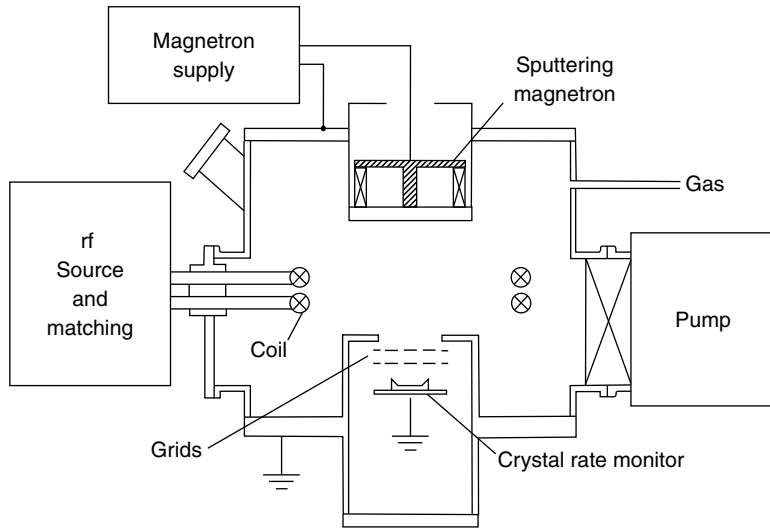 Magnetron
supply
Sputtering
magnetron
Gas
rf
Source
and
matching
Coil
Pump
Grids
Crystal rate monitor